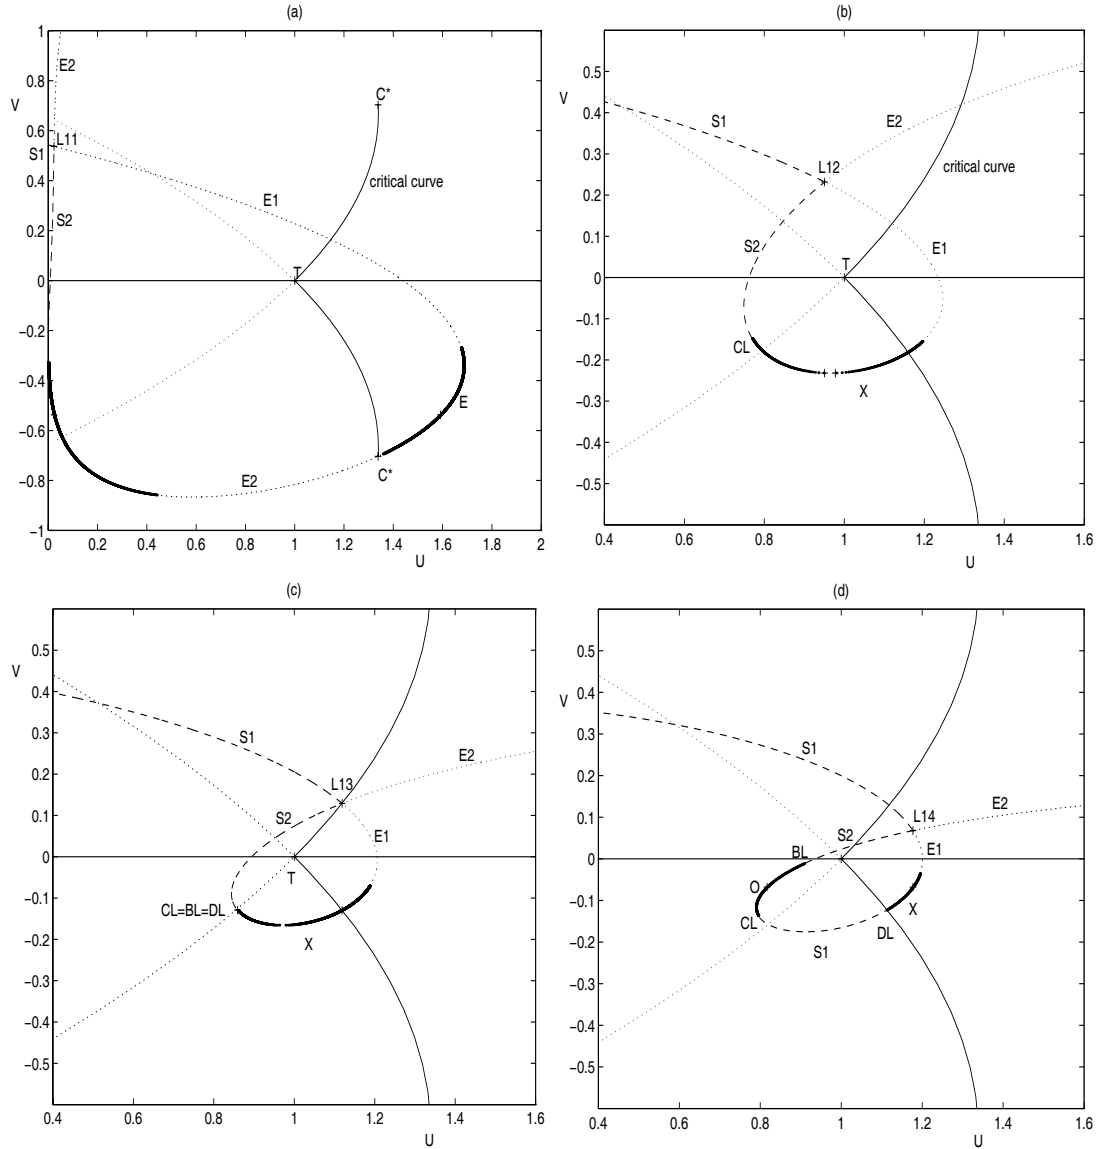 (a)
1
E2
0.8
C*
V
0.6
L11
S1
critical curve
0.4
E1
S2
0.2
T
0
−0.2
−0.4
E
−0.6
C*
E2
−0.8
−1
0 0.2 0.4 0.6 0.8 1 1.2 1.4 1.6 1.8 2
U
(b)
0.5
V
0.4
S1
E2
0.3
L12
critical curve
0.2
0.1
S2
E1
T
0
−0.1
CL
−0.2
X
−0.3
−0.4
−0.5
0.4 0.6 0.8 1 1.2 1.4 1.6
U
(c)
0.5
V
0.4
0.3
S1
E2
0.2
L13
S2
0.1
E1
0
T
−0.1
CL=BL=DL
−0.2
X
−0.3
−0.4
−0.5
0.4 0.6 0.8 1 1.2 1.4 1.6
U
(d)
0.5
V
0.4
0.3
S1
0.2
E2
L14
0.1
S2
BL
E1
0
O
−0.1
X
CL
DL
−0.2
S1
−0.3
−0.4
−0.5
0.4 0.6 0.8 1 1.2 1.4 1.6
U